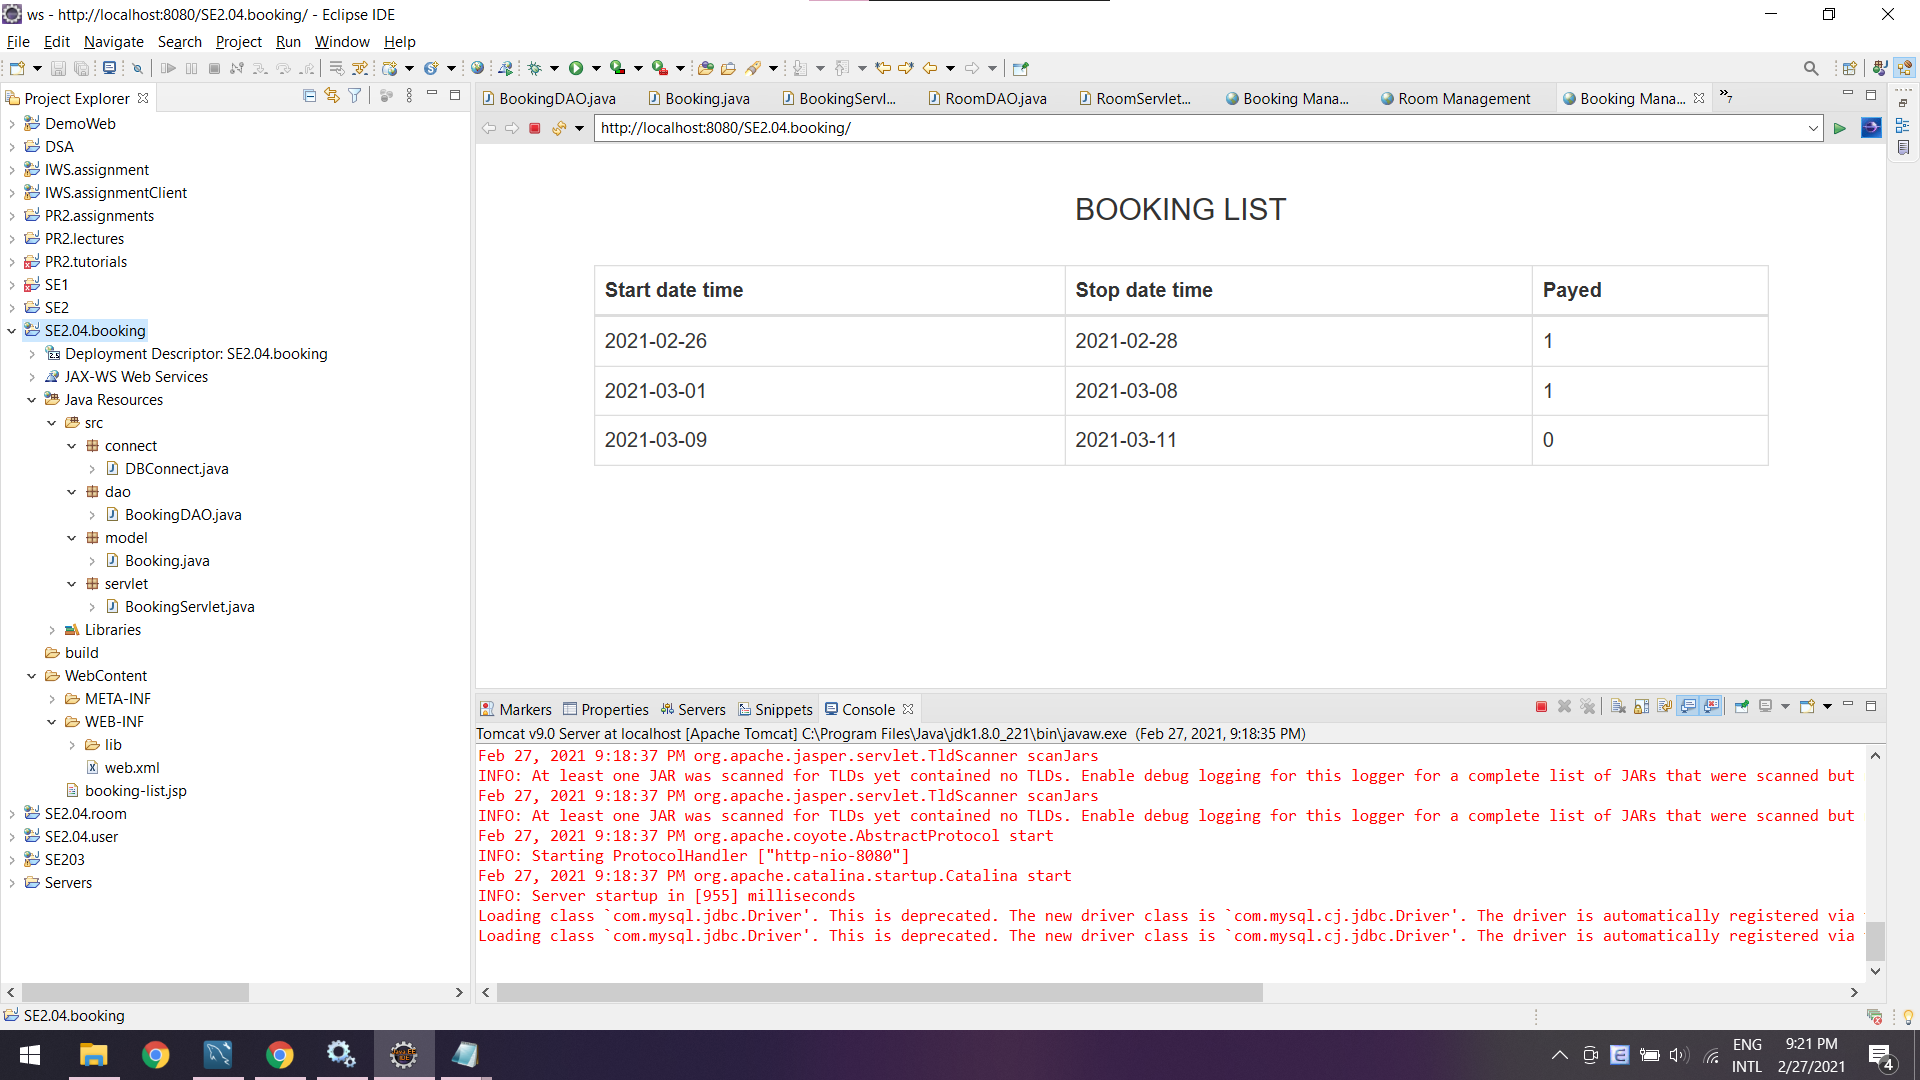 ws - http://localhost:8080/SE2.04.booking/ - Eclipse IDE
File Edit Navigate Search Project Run Window Help
Project Explorer
DemoWeb
DSA
IWS.assignment
IWS.assignmentClient
PR2.assignments
PR2.lectures
PR2.tutorials
SE1
SE2
SE2.04.booking
Deployment Descriptor: SE2.04.booking
JAX-WS Web Services
Java Resources
src
connect
DBConnect.java
dao
BookingDAO.java
model
Booking.java
servlet
BookingServlet.java
Libraries
build
WebContent
META-INF
WEB-INF
lib
web.xml
booking-list.jsp
SE2.04.room
SE2.04.user
SE203
Servers
BookingDAO.java Booking.java BookingServl... RoomDAO.java RoomServlet... Booking Mana... Room Management Booking Mana... 7
http://localhost:8080/SE2.04.booking/
BOOKING LIST
Start date time Stop date time Payed
2021-02-26 2021-02-28 1
2021-03-01 2021-03-08 1
2021-03-09 2021-03-11 0
Markers Properties Servers Snippets Console
Tomcat v9.0 Server at localhost [Apache Tomcat] C:\Program Files\Java\jdk1.8.0_221\bin\javaw.exe (Feb 27, 2021, 9:18:35 PM)
Feb 27, 2021 9:18:37 PM org.apache.jasper.servlet.TldScanner scanJars
INFO: At least one JAR was scanned for TLDs yet contained no TLDs. Enable debug logging for this logger for a complete list of JARs that were scanned but
Feb 27, 2021 9:18:37 PM org.apache.jasper.servlet.TldScanner scanJars
INFO: At least one JAR was scanned for TLDs yet contained no TLDs. Enable debug logging for this logger for a complete list of JARs that were scanned but
Feb 27, 2021 9:18:37 PM org.apache.coyote.AbstractProtocol start
INFO: Starting ProtocolHandler ["http-nio-8080"]
Feb 27, 2021 9:18:37 PM org.apache.catalina.startup.Catalina start
INFO: Server startup in [955] milliseconds
Loading class `com.mysql.jdbc.Driver'. This is deprecated. The new driver class is `com.mysql.cj.jdbc.Driver'. The driver is automatically registered via
Loading class `com.mysql.jdbc.Driver'. This is deprecated. The new driver class is `com.mysql.cj.jdbc.Driver'. The driver is automatically registered via
SE2.04.booking
ENG
INTL
9:21 PM
2/27/2021
4